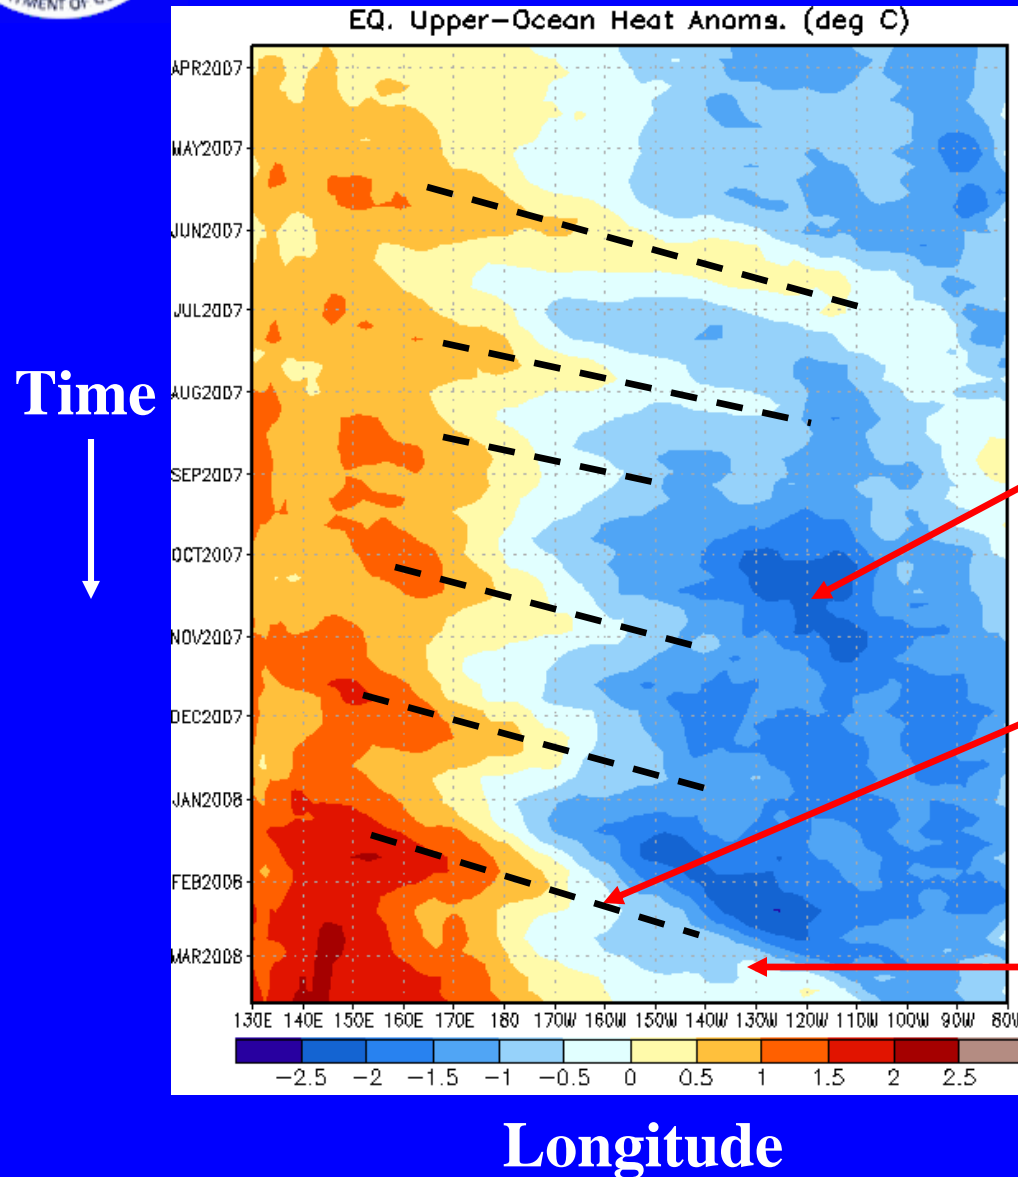 EQ. Upper-Ocean Heat Anoms. (deg C)
APR2007
MAY2007
JUN2007
JUL2007
Time
AUG2007
SEP2007
OCT2007
NOV2007
DEC2007
JAN2008
FEB2008
MAR2008
130E 140E 150E 160E 170E 180 170W 160W 150W 140W 130W 120W 110W 100W 90W 80W
-2.5 -2 -1.5 -1 -0.5 0 0.5 1 1.5 2 2.5
Longitude